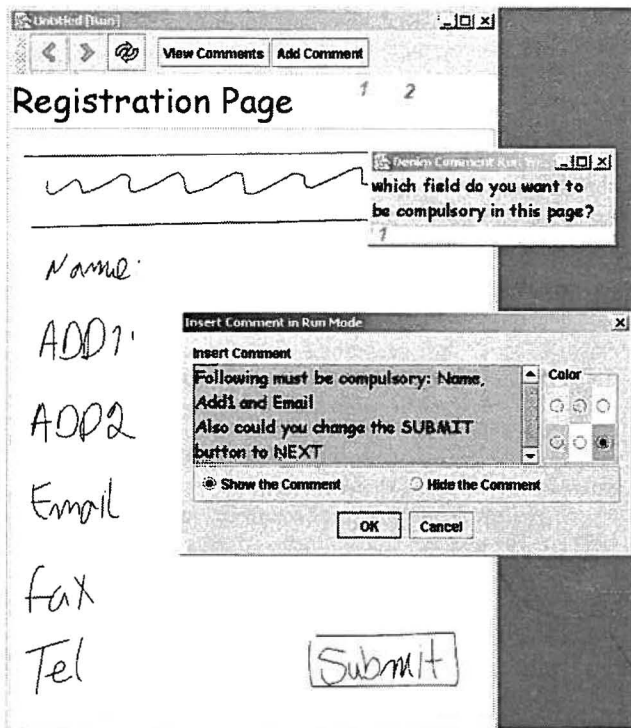 Untitled [Run]
View Comments Add Comment
Registration Page 1 2
Denim Comment Run
which field do you want to
be compulsory in this page?
1
Name:
ADD1:
ADD2
Email
Fax
Tel
Submit
Insert Comment in Run Mode
Insert Comment
Color
Following must be compulsory: Name,
Add1 and Email
Also could you change the SUBMIT
button to NEXT
Show the Comment Hide the Comment
OK Cancel